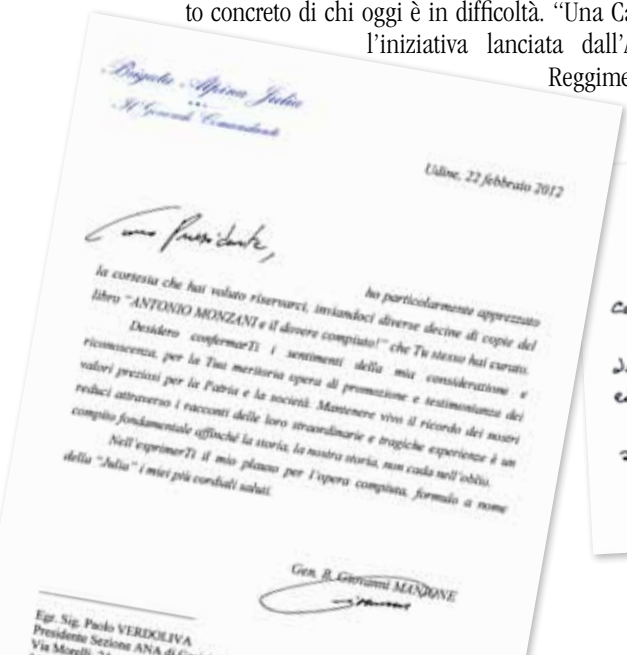 to concreto di chi oggi è in difficoltà. “Una Ca
l’iniziativa lanciata dall’A
Reggime
Brigata Alpina Julia
Il Generale Comandante
Udine, 22 febbraio 2012
Caro Presidente,
ho particolarmente apprezzato
la cortesia che hai voluto riservarci, inviandoci diverse decine di copie del
libro “ANTONIO MONZANI e il dovere compiuto!” che Tu stesso hai curato.
Desidero confermarTi i sentimenti della mia considerazione e
riconoscenza, per la Tua meritoria opera di promozione e testimonianza dei
valori preziosi per la Patria e la società. Mantenere vivo il ricordo dei nostri
reduci attraverso i racconti delle loro straordinarie e tragiche esperienze è un
compito fondamentale affinché la storia, la nostra storia, non cada nell’oblio.
Nell’esprimerTi il mio plauso per l’opera compiuta, formulo a nome
della “Julia” i miei più cordiali saluti.
Gen. B. Giovanni MANIONE
Egr. Sig. Paolo VERDOLIVA
Presidente Sezione ANA di
Via Morelli,